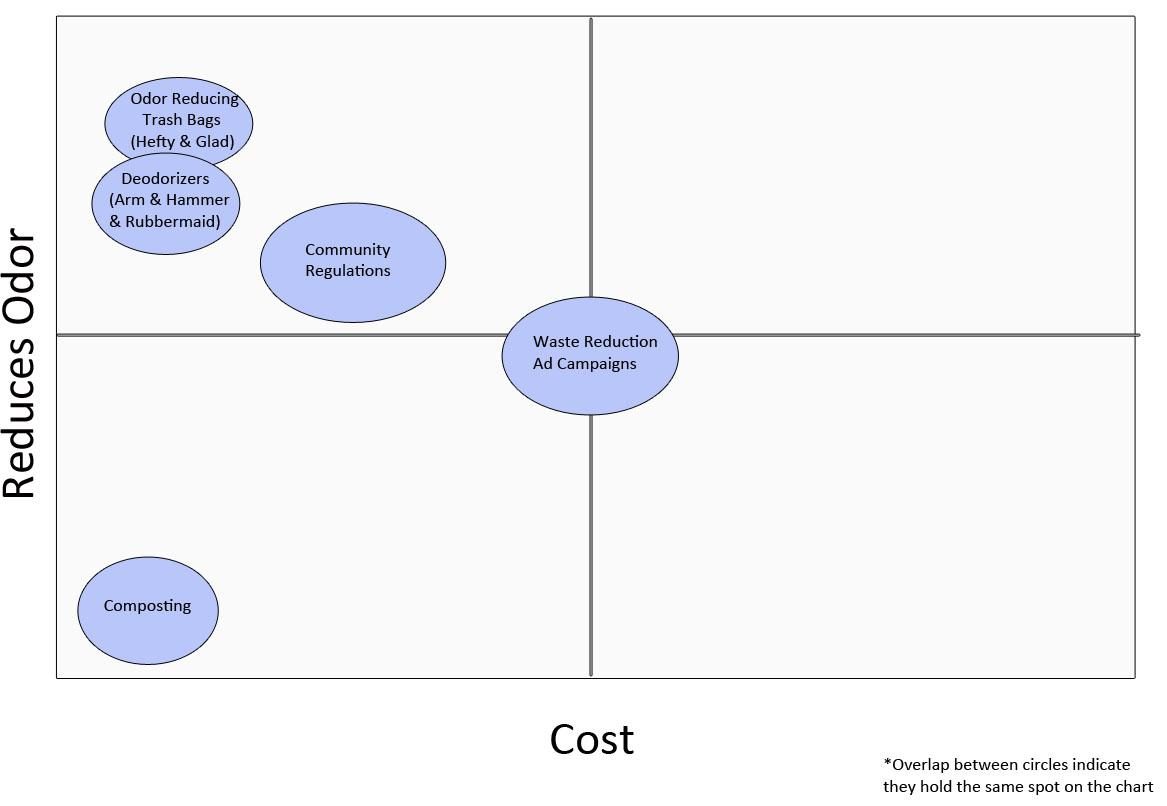 Odor Reducing
Trash Bags
(Hefty & Glad)
Deodorizers
(Arm & Hammer
& Rubbermaid)
Community
Regulations
Waste Reduction
Ad Campaigns
Composting
Reduces Odor
Cost
*Overlap between circles indicate
they hold the same spot on the chart